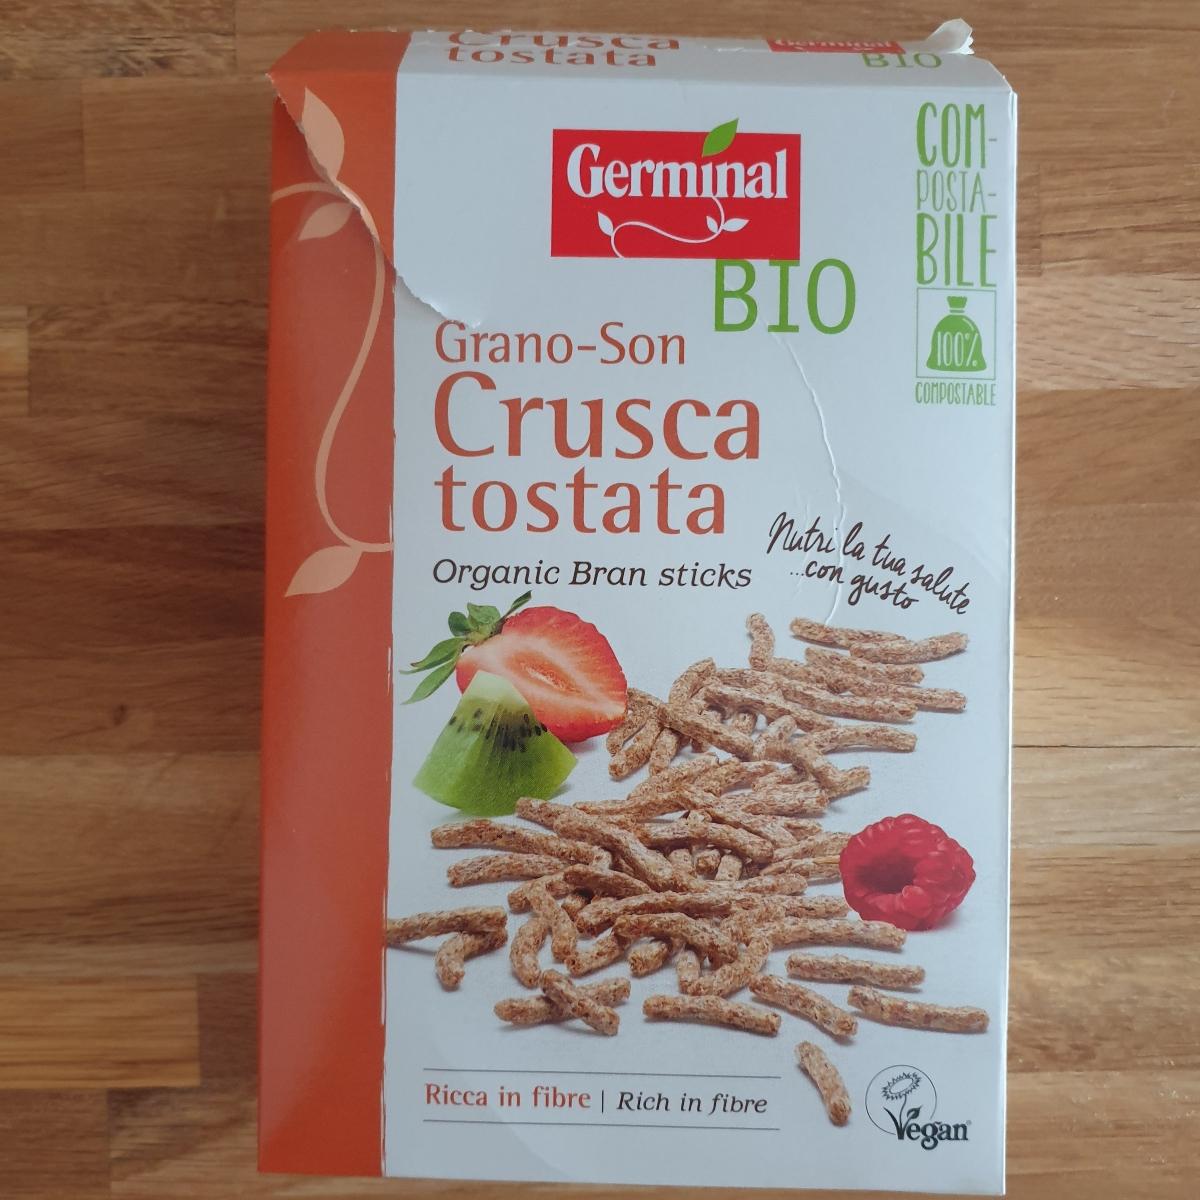 Crusca
tostata
Germinal
BIO
Germinal
BIO
COM-
POSTA-
BILE
100%
COMPOSTABLE
Grano-Son
Crusca
tostata
Organic Bran sticks
Nutri la tua salute
...con gusto
Ricca in fibre | Rich in fibre
Vegan